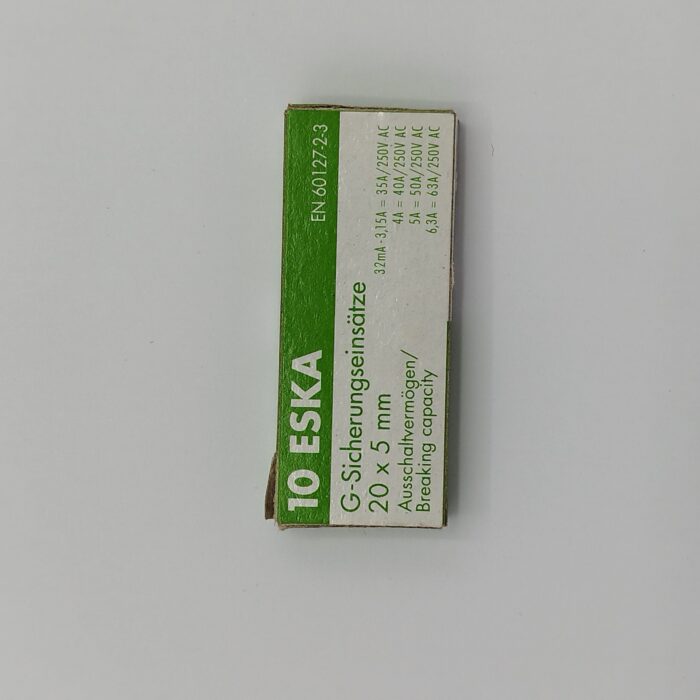 10 ESKA
EN 60127-2-3
G-Sicherungseinsätze
20 x 5 mm
Ausschaltvermögen/
Breaking capacity
32mA-3,15A = 35A/250V AC
4A = 40A/250V AC
5A = 50A/250V AC
6,3A = 63A/250V AC